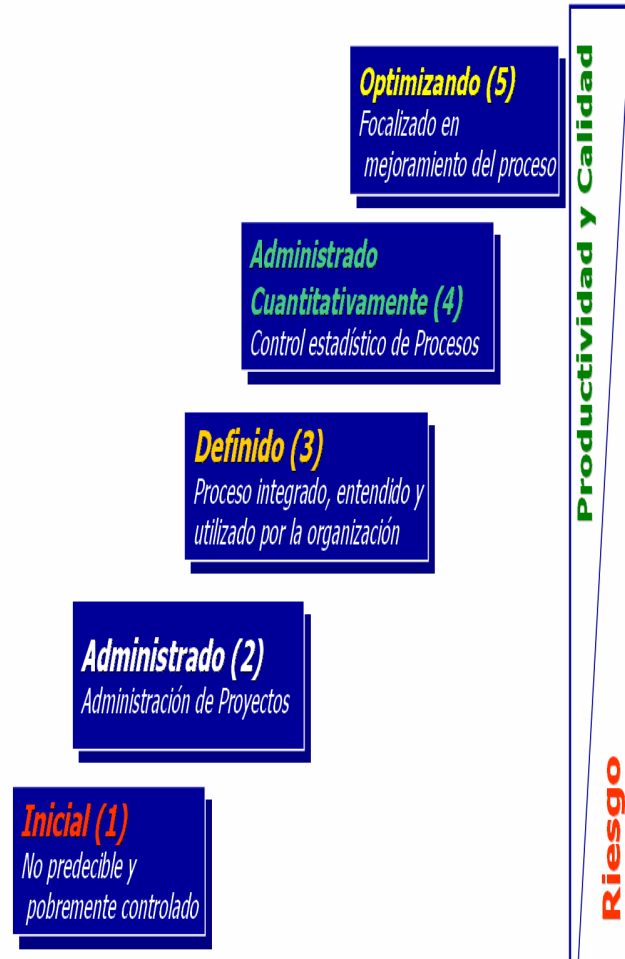 Optimizando (5)
Focalizado en
mejoramiento del proceso
Administrado
Cuantitativamente (4)
Control estadístico de Procesos
Definido (3)
Proceso integrado, entendido y
utilizado por la organización
Administrado (2)
Administración de Proyectos
Inicial (1)
No predecible y
pobremente controlado
Productividad y Calidad
Riesgo